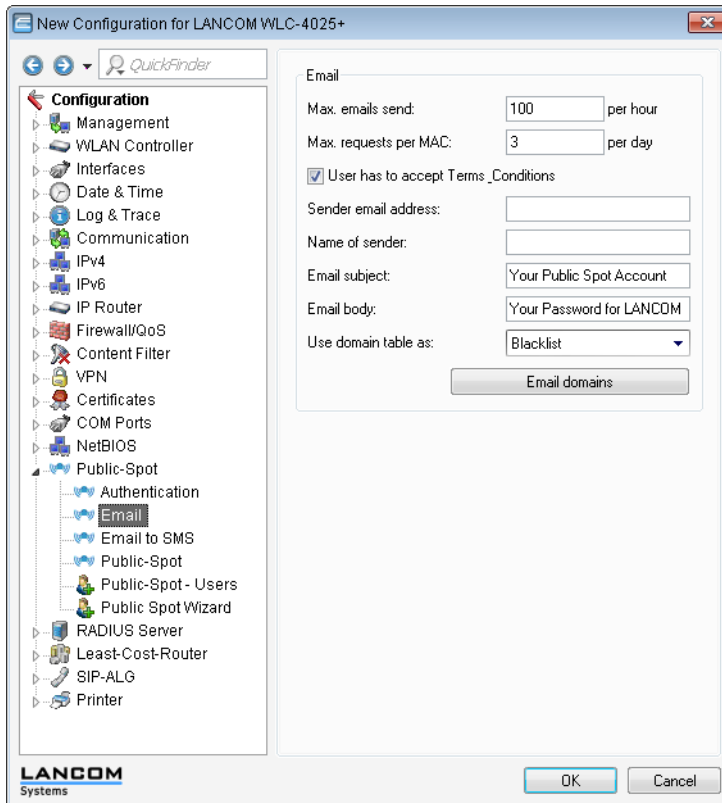 New Configuration for LANCOM WLC-4025+
QuickFinder
Configuration
Management
WLAN Controller
Interfaces
Date & Time
Log & Trace
Communication
IPv4
IPv6
IP Router
Firewall/QoS
Content Filter
VPN
Certificates
COM Ports
NetBIOS
Public-Spot
Authentication
Email
Email to SMS
Public-Spot
Public-Spot - Users
Public Spot Wizard
RADIUS Server
Least-Cost-Router
SIP-ALG
Printer
Email
Max. emails send: 100 per hour
Max. requests per MAC: 3 per day
User has to accept Terms_Conditions
Sender email address:
Name of sender:
Email subject: Your Public Spot Account
Email body: Your Password for LANCOM
Use domain table as: Blacklist
Email domains
LANCOM
Systems
OK Cancel